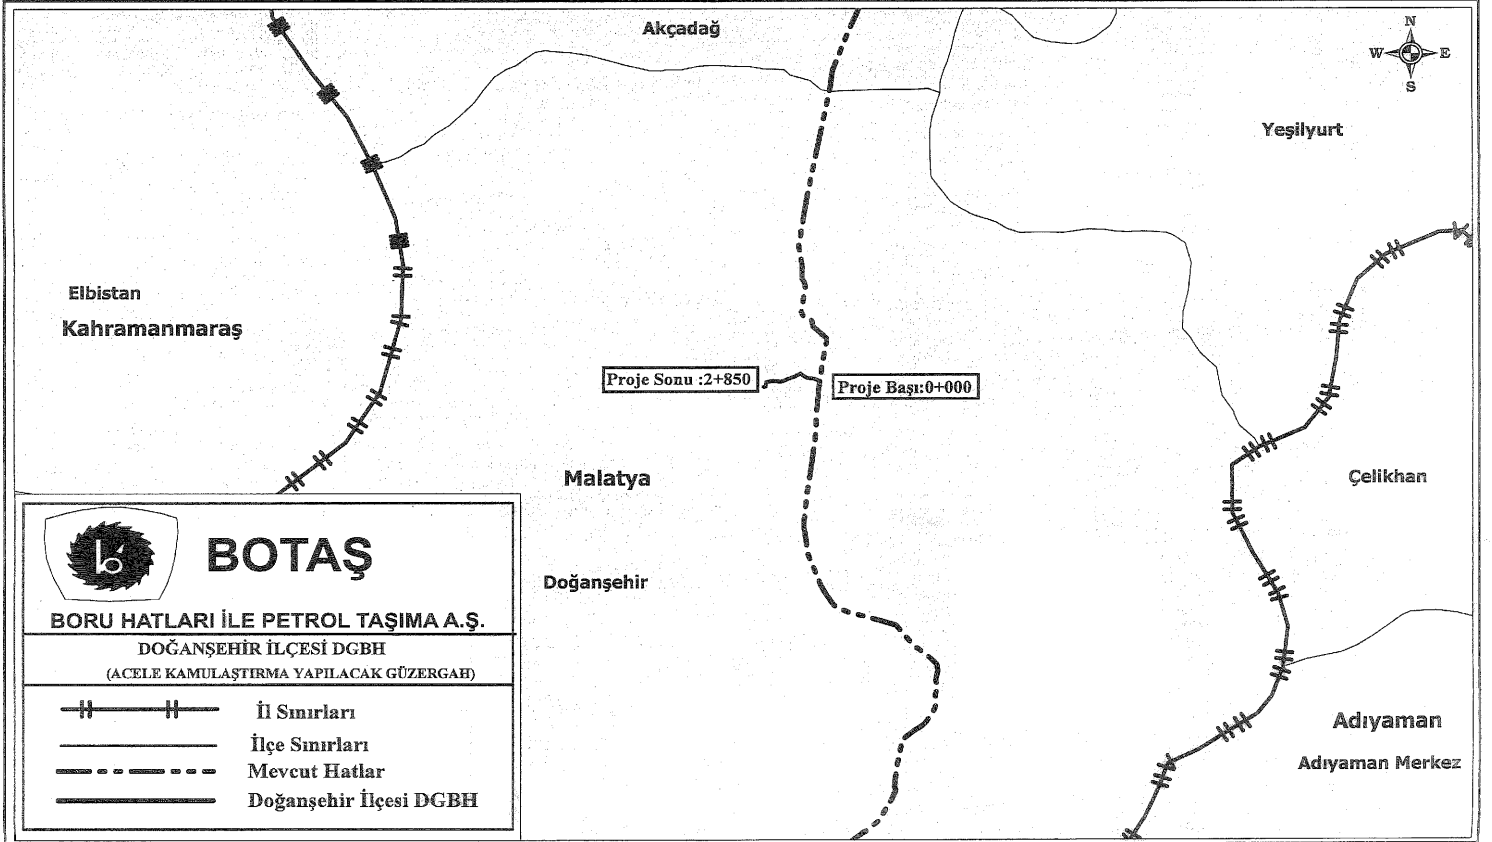 Akçadağ
N
W E
S
Yeşilyurt
Elbistan
Kahramanmaraş
Proje Sonu :2+850
Proje Başı:0+000
Malatya
Çelikhan
Doğanşehir
Adıyaman
Adıyaman Merkez
BOTAŞ
BORU HATLARI İLE PETROL TAŞIMA A.Ş.
DOĞANŞEHİR İLÇESİ DGBH
(ACELE KAMULAŞTIRMA YAPILACAK GÜZERGAH)
İl Sınırları
İlçe Sınırları
Mevcut Hatlar
Doğanşehir İlçesi DGBH